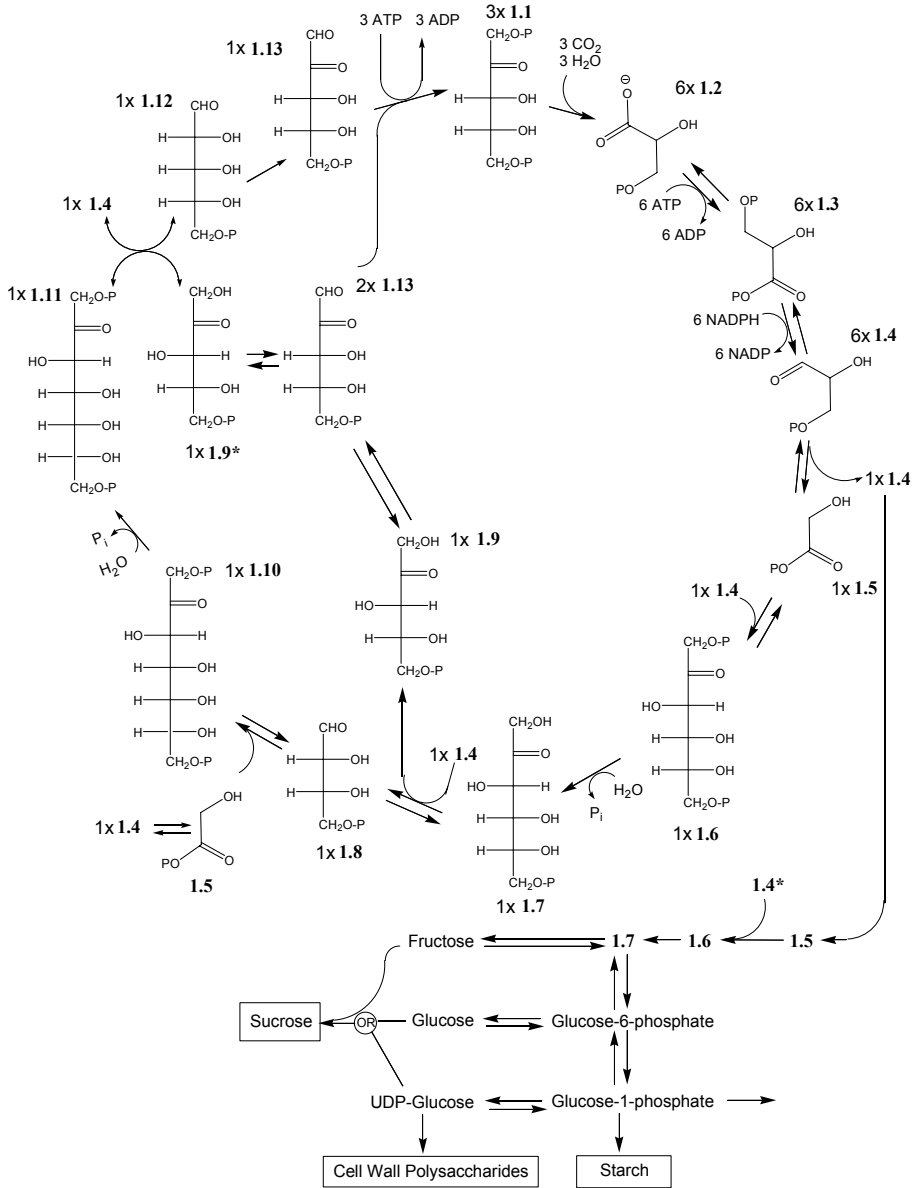 3 ATP 3 ADP
3x 1.1
CH₂O-P
O
H OH
H OH
CH₂O-P
3 CO₂
3 H₂O
1x 1.13
CHO
O
H OH
H OH
CH₂O-P
1x 1.12
CHO
H OH
H OH
H OH
CH₂O-P
⊖
O
O
OH
PO
6x 1.2
6 ATP
6 ADP
OP
6x 1.3
OH
PO
O
6 NADPH
6 NADP
6x 1.4
O
OH
PO
1x 1.4
1x 1.4
1x 1.11
CH₂O-P
O
HO H
H OH
H OH
H OH
CH₂O-P
CH₂OH
O
HO H
H OH
CH₂O-P
1x 1.9*
2x 1.13
CHO
O
H OH
H OH
CH₂O-P
OH
PO
O
1x 1.5
1x 1.4
Pi
H₂O
1x 1.10
CH₂O-P
O
HO H
H OH
H OH
H OH
CH₂O-P
CH₂OH
1x 1.9
O
HO H
H OH
CH₂O-P
CH₂O-P
O
HO H
H OH
H OH
CH₂O-P
1x 1.6
H₂O
Pi
CH₂OH
O
HO H
H OH
H OH
CH₂O-P
1x 1.7
1x 1.4
CHO
H OH
H OH
CH₂O-P
1x 1.8
1x 1.4
OH
PO
O
1.5
1.4*
Fructose 1.7 1.6 1.5
Sucrose OR Glucose Glucose-6-phosphate
UDP-Glucose Glucose-1-phosphate
Cell Wall Polysaccharides Starch